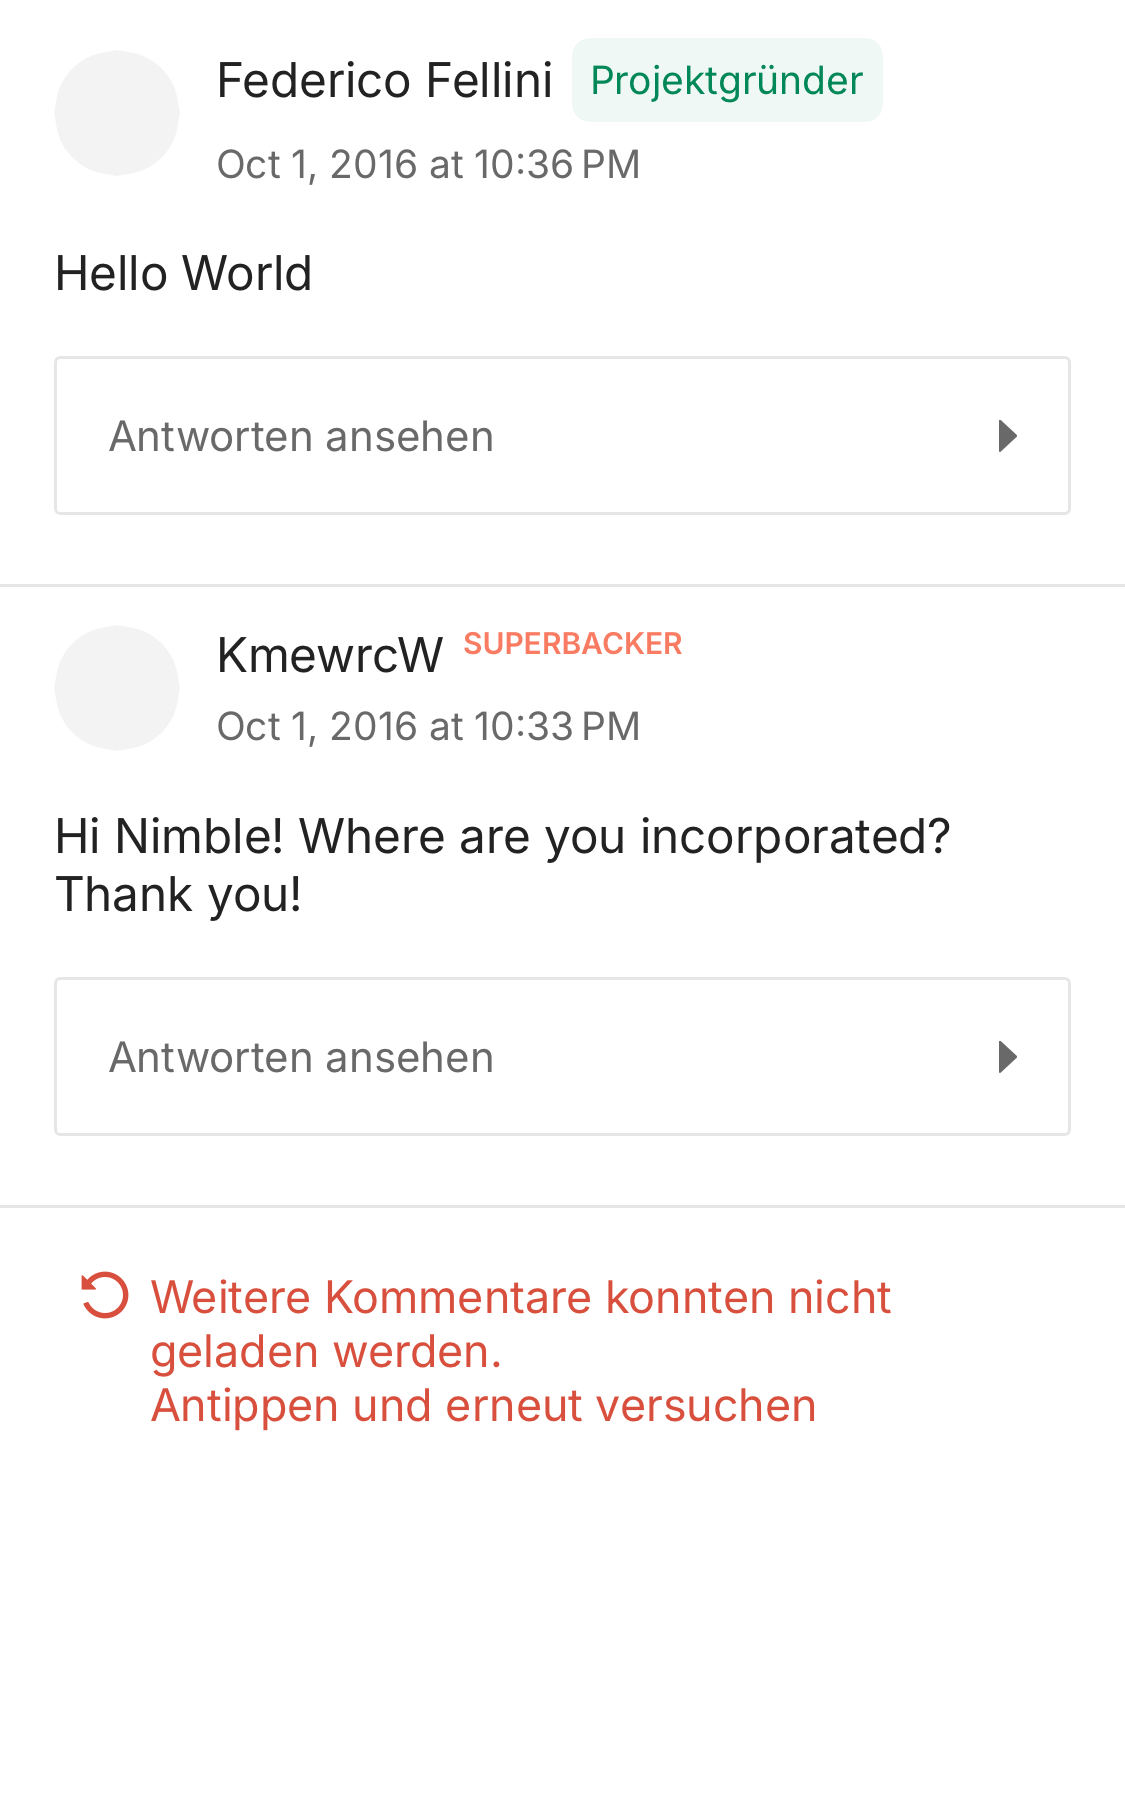 Federico Fellini Projektgründer
Oct 1, 2016 at 10:36 PM
Hello World
Antworten ansehen
KmewrcW SUPERBACKER
Oct 1, 2016 at 10:33 PM
Hi Nimble! Where are you incorporated?
Thank you!
Antworten ansehen
Weitere Kommentare konnten nicht
geladen werden.
Antippen und erneut versuchen